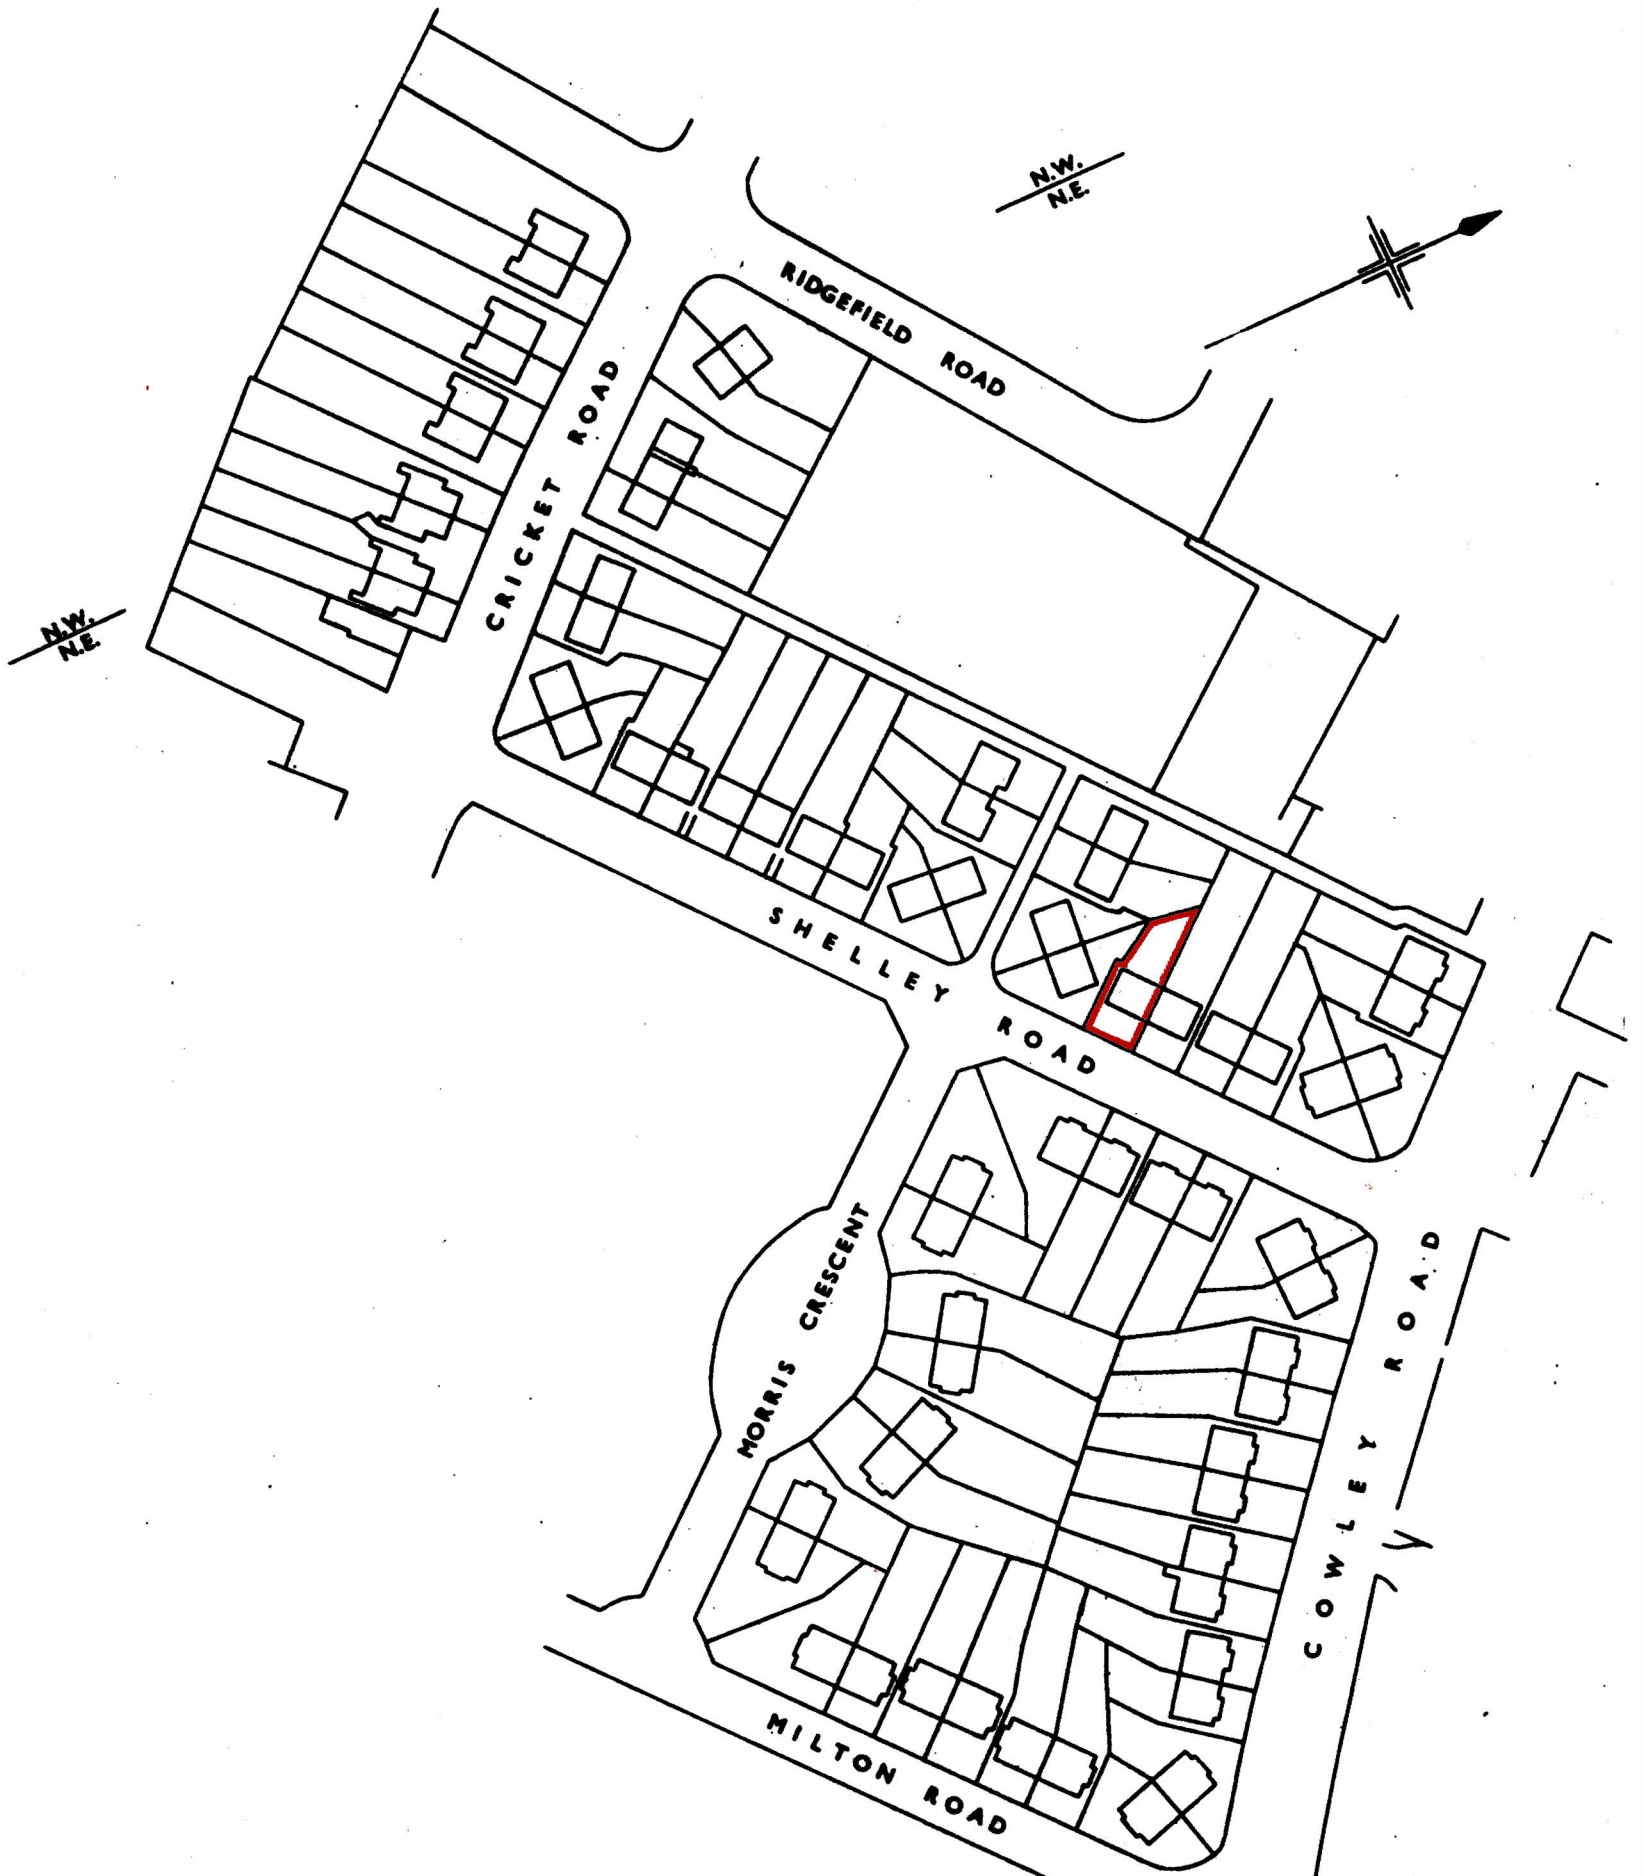 N.W.
N.E.
RIDGEFIELD ROAD
CRICKET ROAD
N.W.
N.E.
SHELLEY ROAD
MORRIS CRESCENT
COWLEY ROAD
MILTON ROAD